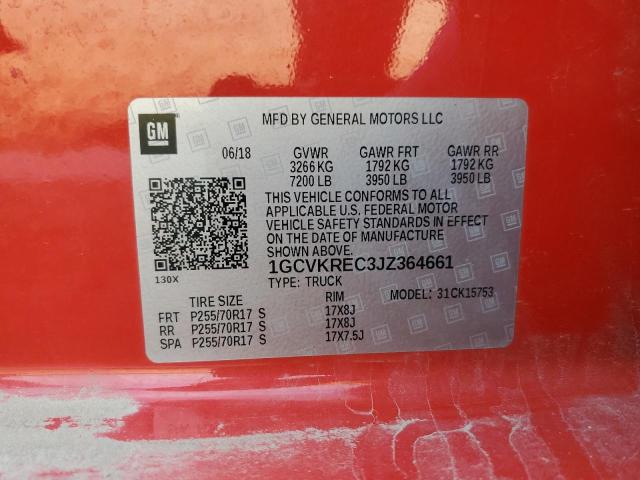 GM
MFD BY GENERAL MOTORS LLC
06/18 GVWR GAWR FRT GAWR RR
3266 KG 1792 KG 1792 KG
7200 LB 3950 LB 3950 LB
THIS VEHICLE CONFORMS TO ALL
APPLICABLE U.S. FEDERAL MOTOR
VEHICLE SAFETY STANDARDS IN EFFECT
ON THE DATE OF MANUFACTURE
SHOWN ABOVE.
1GCVKREC3JZ364661
130X
TYPE: TRUCK MODEL: 31CK15753
TIRE SIZE RIM
FRT P255/70R17 S 17X8J
RR P255/70R17 S 17X8J
SPA P255/70R17 S 17X7.5J